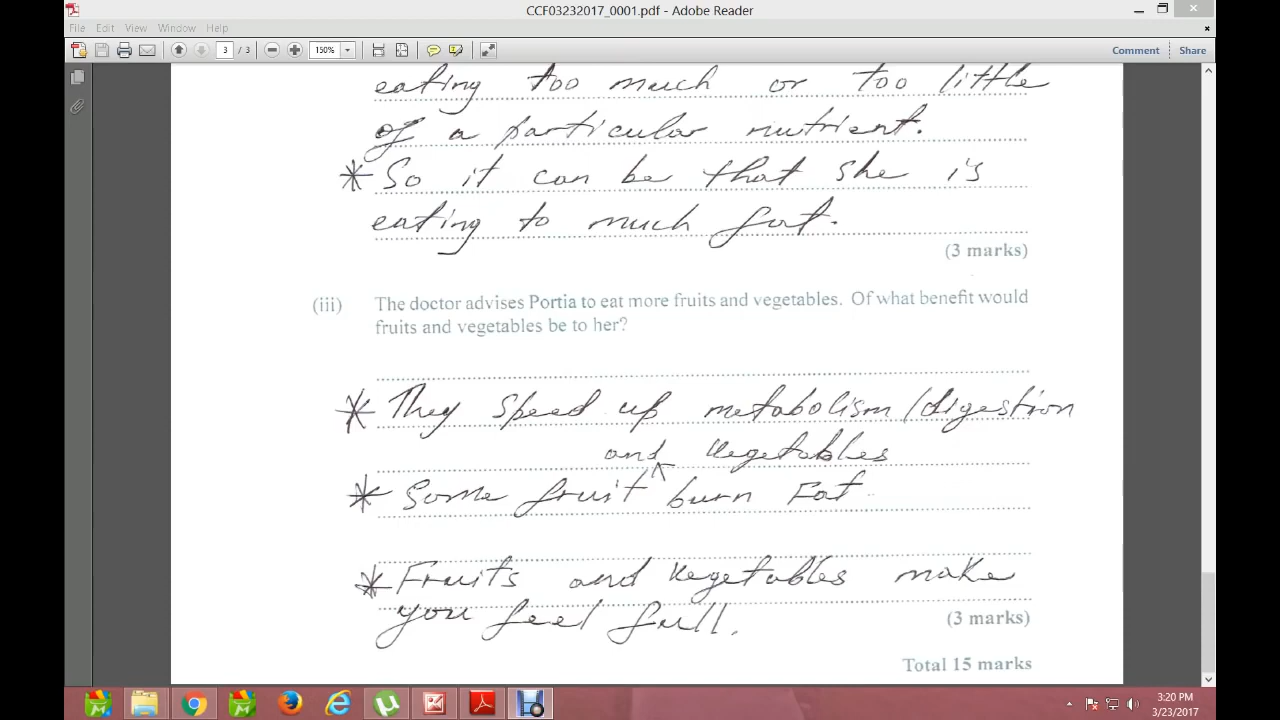 CCF03232017_0001.pdf - Adobe Reader
File Edit View Window Help
3 / 3 150% Comment Share
eating too much or too little
of a particular nutrient.
* So it can be that she is
eating to much fat.
(3 marks)
(iii) The doctor advises Portia to eat more fruits and vegetables. Of what benefit would
fruits and vegetables be to her?
* They speed up metabolism/digestion
and vegetables
* Some fruit burn Fat
* Fruits and vegetables make
you feel full.
(3 marks)
Total 15 marks
3:20 PM
3/23/2017